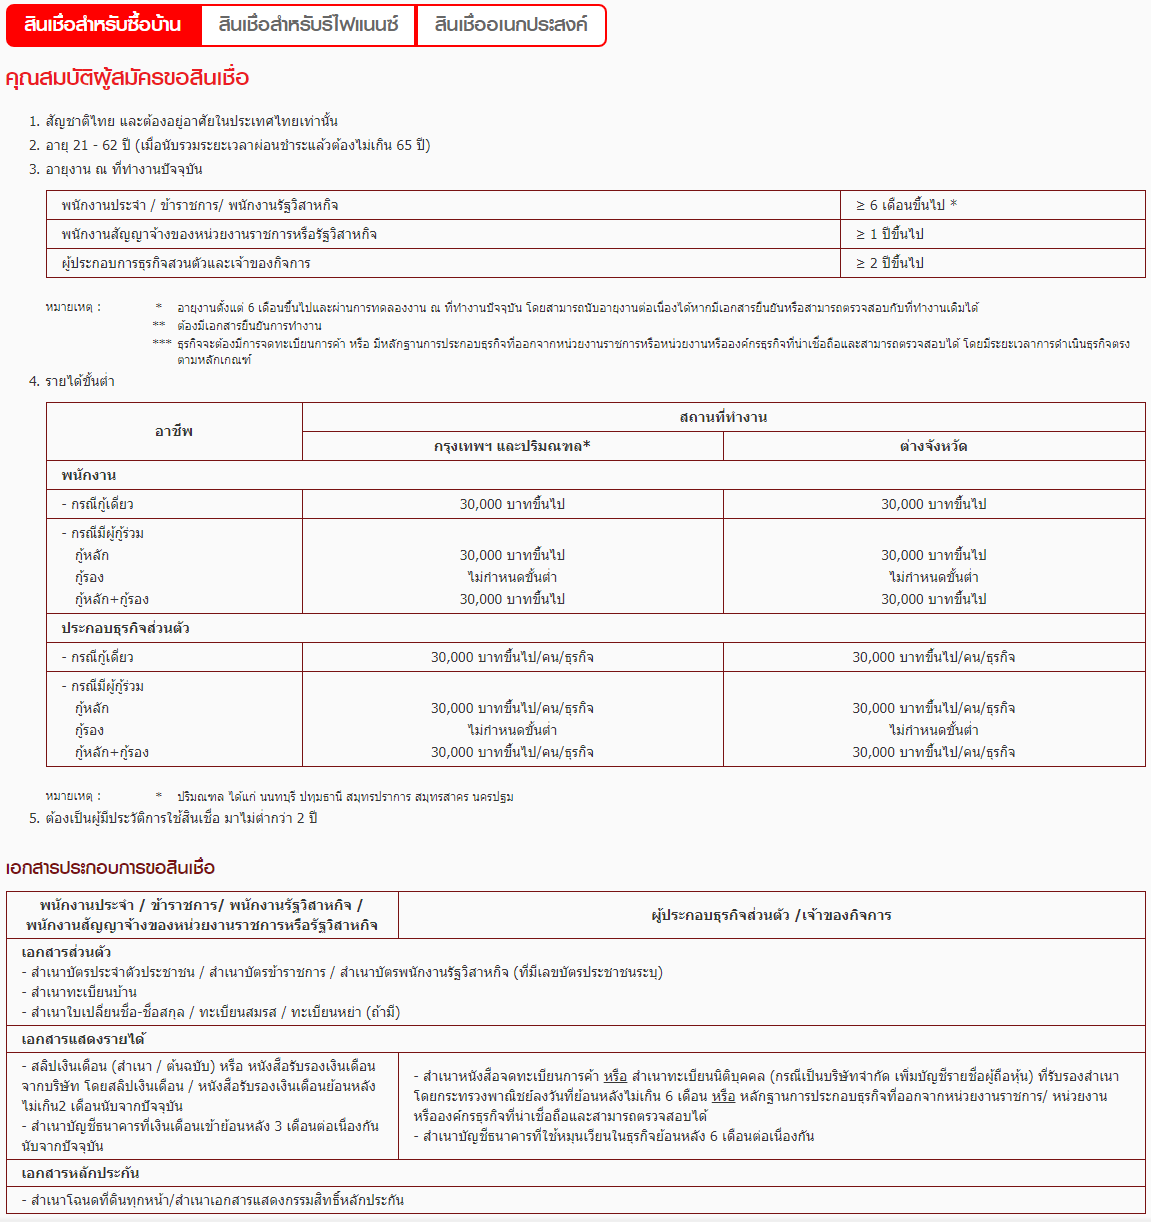 สินเชื่อสำหรับซื้อบ้าน สินเชื่อสำหรับรีไฟแนนซ์ สินเชื่ออเนกประสงค์
คุณสมบัติผู้สมัครขอสินเชื่อ
1. สัญชาติไทย และต้องอยู่อาศัยในประเทศไทยเท่านั้น
2. อายุ 21 - 62 ปี (เมื่อนับรวมระยะเวลาผ่อนชำระแล้วต้องไม่เกิน 65 ปี)
3. อายุงาน ณ ที่ทำงานปัจจุบัน
พนักงานประจำ / ข้าราชการ/ พนักงานรัฐวิสาหกิจ ≥ 6 เดือนขึ้นไป *
พนักงานสัญญาจ้างของหน่วยงานราชการหรือรัฐวิสาหกิจ ≥ 1 ปีขึ้นไป
ผู้ประกอบการธุรกิจสวนตัวและเจ้าของกิจการ ≥ 2 ปีขึ้นไป
หมายเหตุ : * อายุงานตั้งแต่ 6 เดือนขึ้นไปและผ่านการทดลองงาน ณ ที่ทำงานปัจจุบัน โดยสามารถนับอายุงานต่อเนื่องได้หากมีเอกสารยืนยันหรือสามารถตรวจสอบกับที่ทำงานเดิมได้
** ต้องมีเอกสารยืนยันการทำงาน
*** ธุรกิจจะต้องมีการจดทะเบียนการค้า หรือ มีหลักฐานการประกอบธุรกิจที่ออกจากหน่วยงานราชการหรือหน่วยงานหรือองค์กรธุรกิจที่น่าเชื่อถือและสามารถตรวจสอบได้ โดยมีระยะเวลาการดำเนินธุรกิจตรง
ตามหลักเกณฑ์
4. รายได้ขั้นต่ำ
อาชีพ สถานที่ทำงาน
กรุงเทพฯ และปริมณฑล* ต่างจังหวัด
พนักงาน
- กรณีกู้เดี่ยว 30,000 บาทขึ้นไป 30,000 บาทขึ้นไป
- กรณีมีผู้กู้ร่วม
กู้หลัก 30,000 บาทขึ้นไป 30,000 บาทขึ้นไป
กู้รอง ไม่กำหนดขั้นต่ำ ไม่กำหนดขั้นต่ำ
กู้หลัก+กู้รอง 30,000 บาทขึ้นไป 30,000 บาทขึ้นไป
ประกอบธุรกิจส่วนตัว
- กรณีกู้เดี่ยว 30,000 บาทขึ้นไป/คน/ธุรกิจ 30,000 บาทขึ้นไป/คน/ธุรกิจ
- กรณีมีผู้กู้ร่วม
กู้หลัก 30,000 บาทขึ้นไป/คน/ธุรกิจ 30,000 บาทขึ้นไป/คน/ธุรกิจ
กู้รอง ไม่กำหนดขั้นต่ำ ไม่กำหนดขั้นต่ำ
กู้หลัก+กู้รอง 30,000 บาทขึ้นไป/คน/ธุรกิจ 30,000 บาทขึ้นไป/คน/ธุรกิจ
หมายเหตุ : * ปริมณฑล ได้แก่ นนทบุรี ปทุมธานี สมุทรปราการ สมุทรสาคร นครปฐม
5. ต้องเป็นผู้มีประวัติการใช้สินเชื่อ มาไม่ต่ำกว่า 2 ปี
เอกสารประกอบการขอสินเชื่อ
พนักงานประจำ / ข้าราชการ/ พนักงานรัฐวิสาหกิจ /
พนักงานสัญญาจ้างของหน่วยงานราชการหรือรัฐวิสาหกิจ
ผู้ประกอบธุรกิจส่วนตัว /เจ้าของกิจการ
เอกสารส่วนตัว
- สำเนาบัตรประจำตัวประชาชน / สำเนาบัตรข้าราชการ / สำเนาบัตรพนักงานรัฐวิสาหกิจ (ที่มีเลขบัตรประชาชนระบุ)
- สำเนาทะเบียนบ้าน
- สำเนาใบเปลี่ยนชื่อ-ชื่อสกุล / ทะเบียนสมรส / ทะเบียนหย่า (ถ้ามี)
เอกสารแสดงรายได้
- สลิปเงินเดือน (สำเนา / ต้นฉบับ) หรือ หนังสือรับรองเงินเดือน
จากบริษัท โดยสลิปเงินเดือน / หนังสือรับรองเงินเดือนย้อนหลัง
ไม่เกิน2 เดือนนับจากปัจจุบัน
- สำเนาบัญชีธนาคารที่เงินเดือนเข้าย้อนหลัง 3 เดือนต่อเนื่องกัน
นับจากปัจจุบัน
- สำเนาหนังสือจดทะเบียนการค้า หรือ สำเนาทะเบียนนิติบุคคล (กรณีเป็นบริษัทจำกัด เพิ่มบัญชีรายชื่อผู้ถือหุ้น) ที่รับรองสำเนา
โดยกระทรวงพาณิชย์ลงวันที่ย้อนหลังไม่เกิน 6 เดือน หรือ หลักฐานการประกอบธุรกิจที่ออกจากหน่วยงานราชการ/ หน่วยงาน
หรือองค์กรธุรกิจที่น่าเชื่อถือและสามารถตรวจสอบได้
- สำเนาบัญชีธนาคารที่ใช้หมุนเวียนในธุรกิจย้อนหลัง 6 เดือนต่อเนื่องกัน
เอกสารหลักประกัน
- สำเนาโฉนดที่ดินทุกหน้า/สำเนาเอกสารแสดงกรรมสิทธิ์หลักประกัน